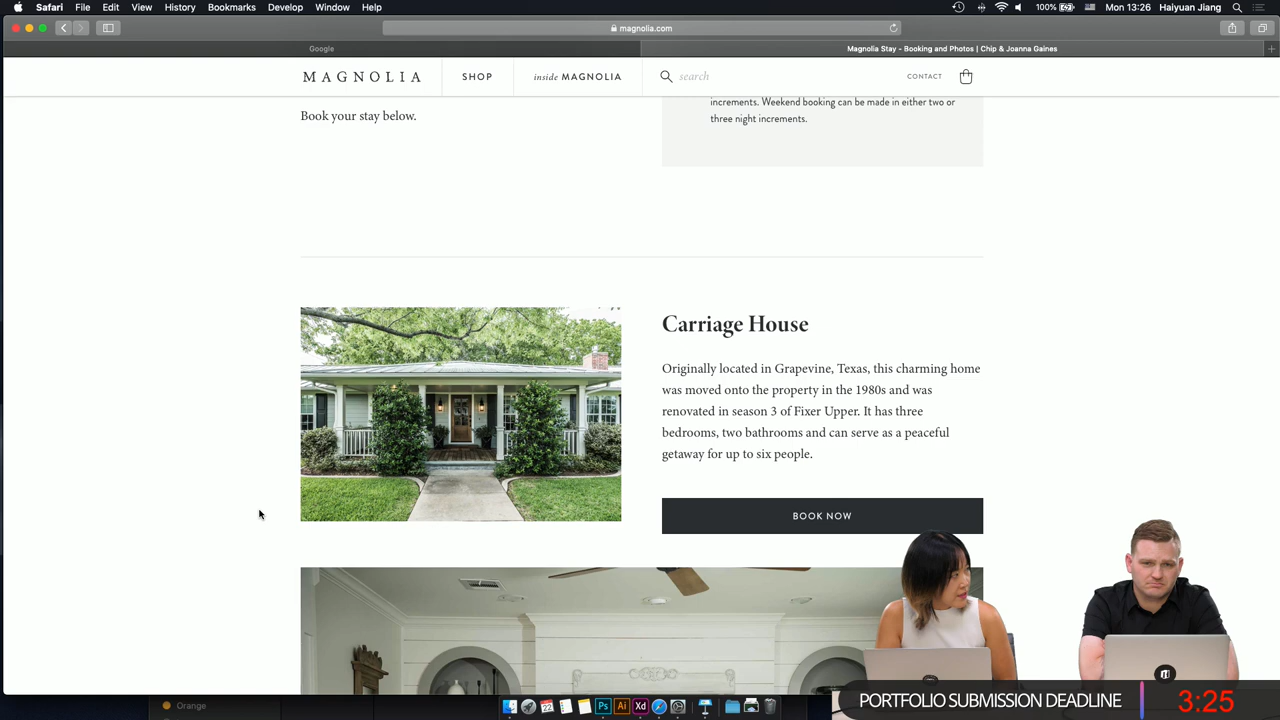 Safari File Edit View History Bookmarks Develop Window Help 100% Mon 13:26 Haiyuan Jiang
magnolia.com
Google Magnolia Stay - Booking and Photos | Chip & Joanna Gaines
MAGNOLIA SHOP inside MAGNOLIA search CONTACT
Book your stay below.
increments. Weekend booking can be made in either two or
three night increments.
Carriage House
Originally located in Grapevine, Texas, this charming home
was moved onto the property in the 1980s and was
renovated in season 3 of Fixer Upper. It has three
bedrooms, two bathrooms and can serve as a peaceful
getaway for up to six people.
BOOK NOW
Orange
Ps Ai Xd
PORTFOLIO SUBMISSION DEADLINE 3:25